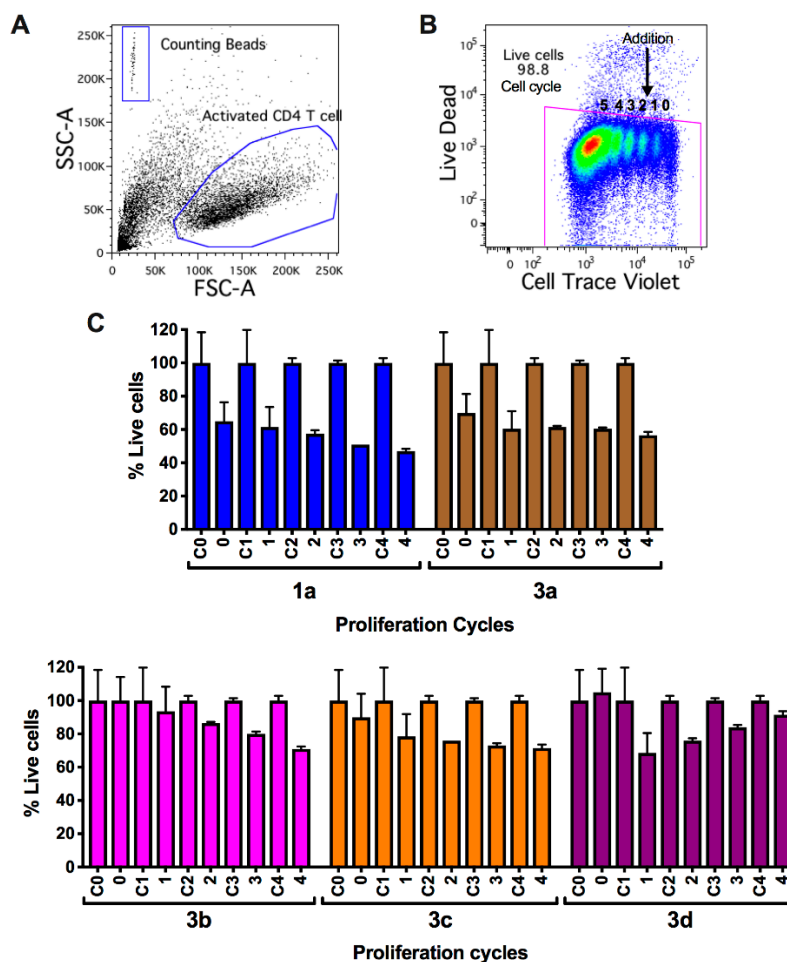 A
Counting Beads
Activated CD4 T cell
SSC-A
250K
200K
150K
100K
50K
0
0 50K 100K 150K 200K 250K
FSC-A
B
Addition
Live cells
98.8
Cell cycle
5 4 3 2 1 0
Live Dead
10^5
10^4
10^3
10^2
0
0 10^2 10^3 10^4 10^5
Cell Trace Violet
C
% Live cells
120
100
80
60
40
20
0
C0 0 C1 1 C2 2 C3 3 C4 4 C0 0 C1 1 C2 2 C3 3 C4 4
1a 3a
Proliferation Cycles
% Live cells
120
100
80
60
40
20
0
C0 0 C1 1 C2 2 C3 3 C4 4 C0 0 C1 1 C2 2 C3 3 C4 4 C0 0 C1 1 C2 2 C3 3 C4 4
3b 3c 3d
Proliferation cycles